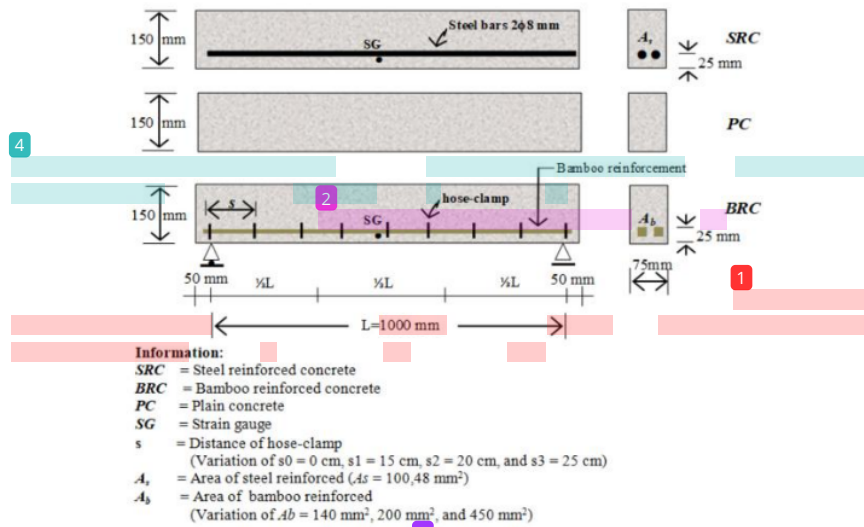 Steel bars 2ϕ8 mm
150 mm
SG
As
SRC
25 mm
150 mm
PC
4
Bamboo reinforcement
2
hose-clamp
150 mm
s
SG
Ab
BRC
25 mm
50 mm
⅓L
⅓L
⅓L
50 mm
75mm
1
L=1000 mm
Information:
SRC = Steel reinforced concrete
BRC = Bamboo reinforced concrete
PC = Plain concrete
SG = Strain gauge
s = Distance of hose-clamp
(Variation of s0 = 0 cm, s1 = 15 cm, s2 = 20 cm, and s3 = 25 cm)
As = Area of steel reinforced (As = 100,48 mm²)
Ab = Area of bamboo reinforced
(Variation of Ab = 140 mm², 200 mm², and 450 mm²)